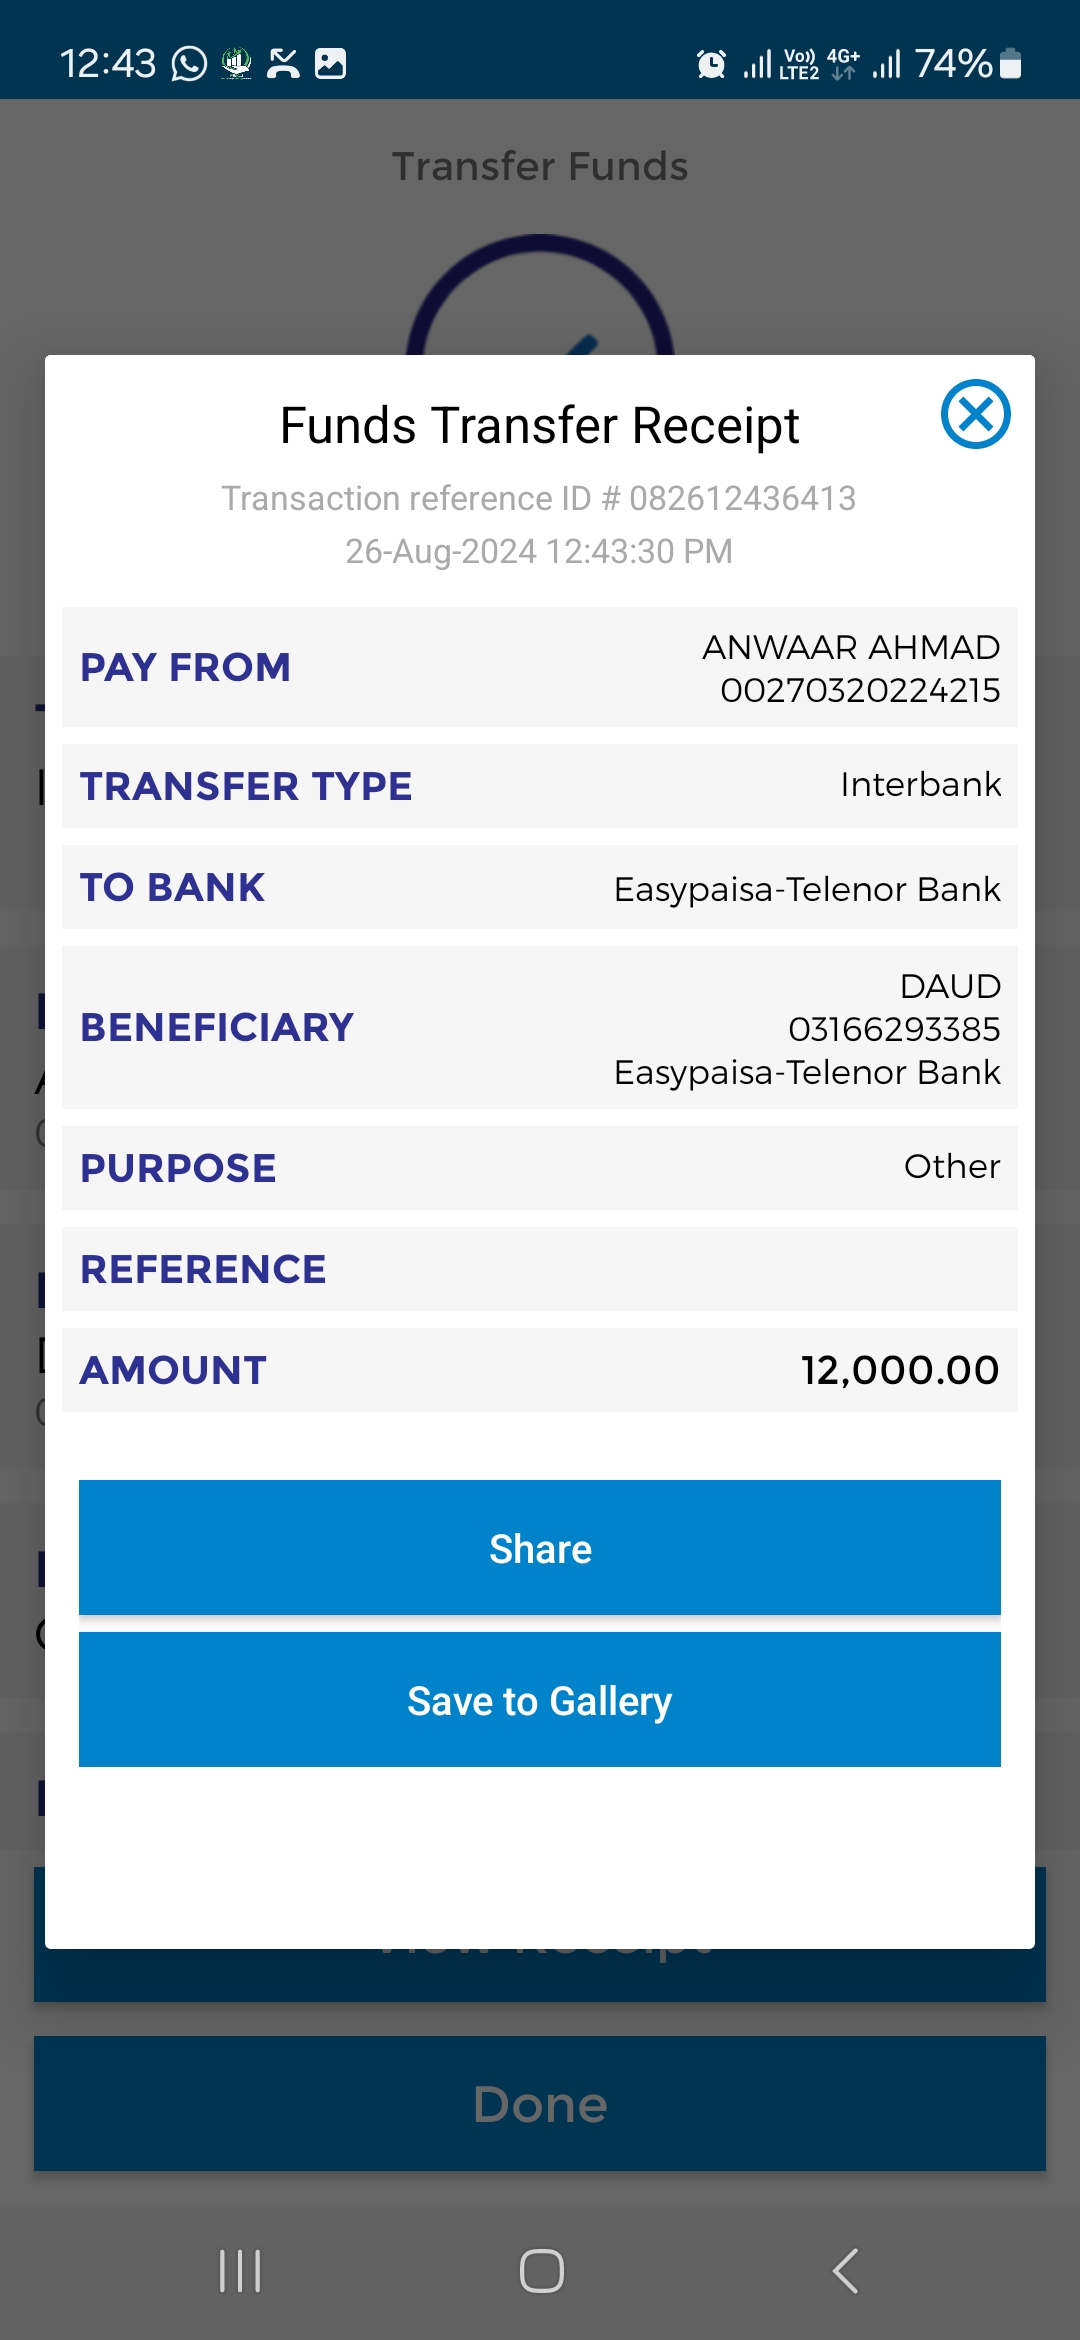 12:43
Vo)) LTE2 4G+ 74%
Transfer Funds
Funds Transfer Receipt
Transaction reference ID # 082612436413
26-Aug-2024 12:43:30 PM
PAY FROM
ANWAAR AHMAD
00270320224215
TRANSFER TYPE
Interbank
TO BANK
Easypaisa-Telenor Bank
BENEFICIARY
DAUD
03166293385
Easypaisa-Telenor Bank
PURPOSE
Other
REFERENCE
AMOUNT
12,000.00
Share
Save to Gallery
View Receipt
Done